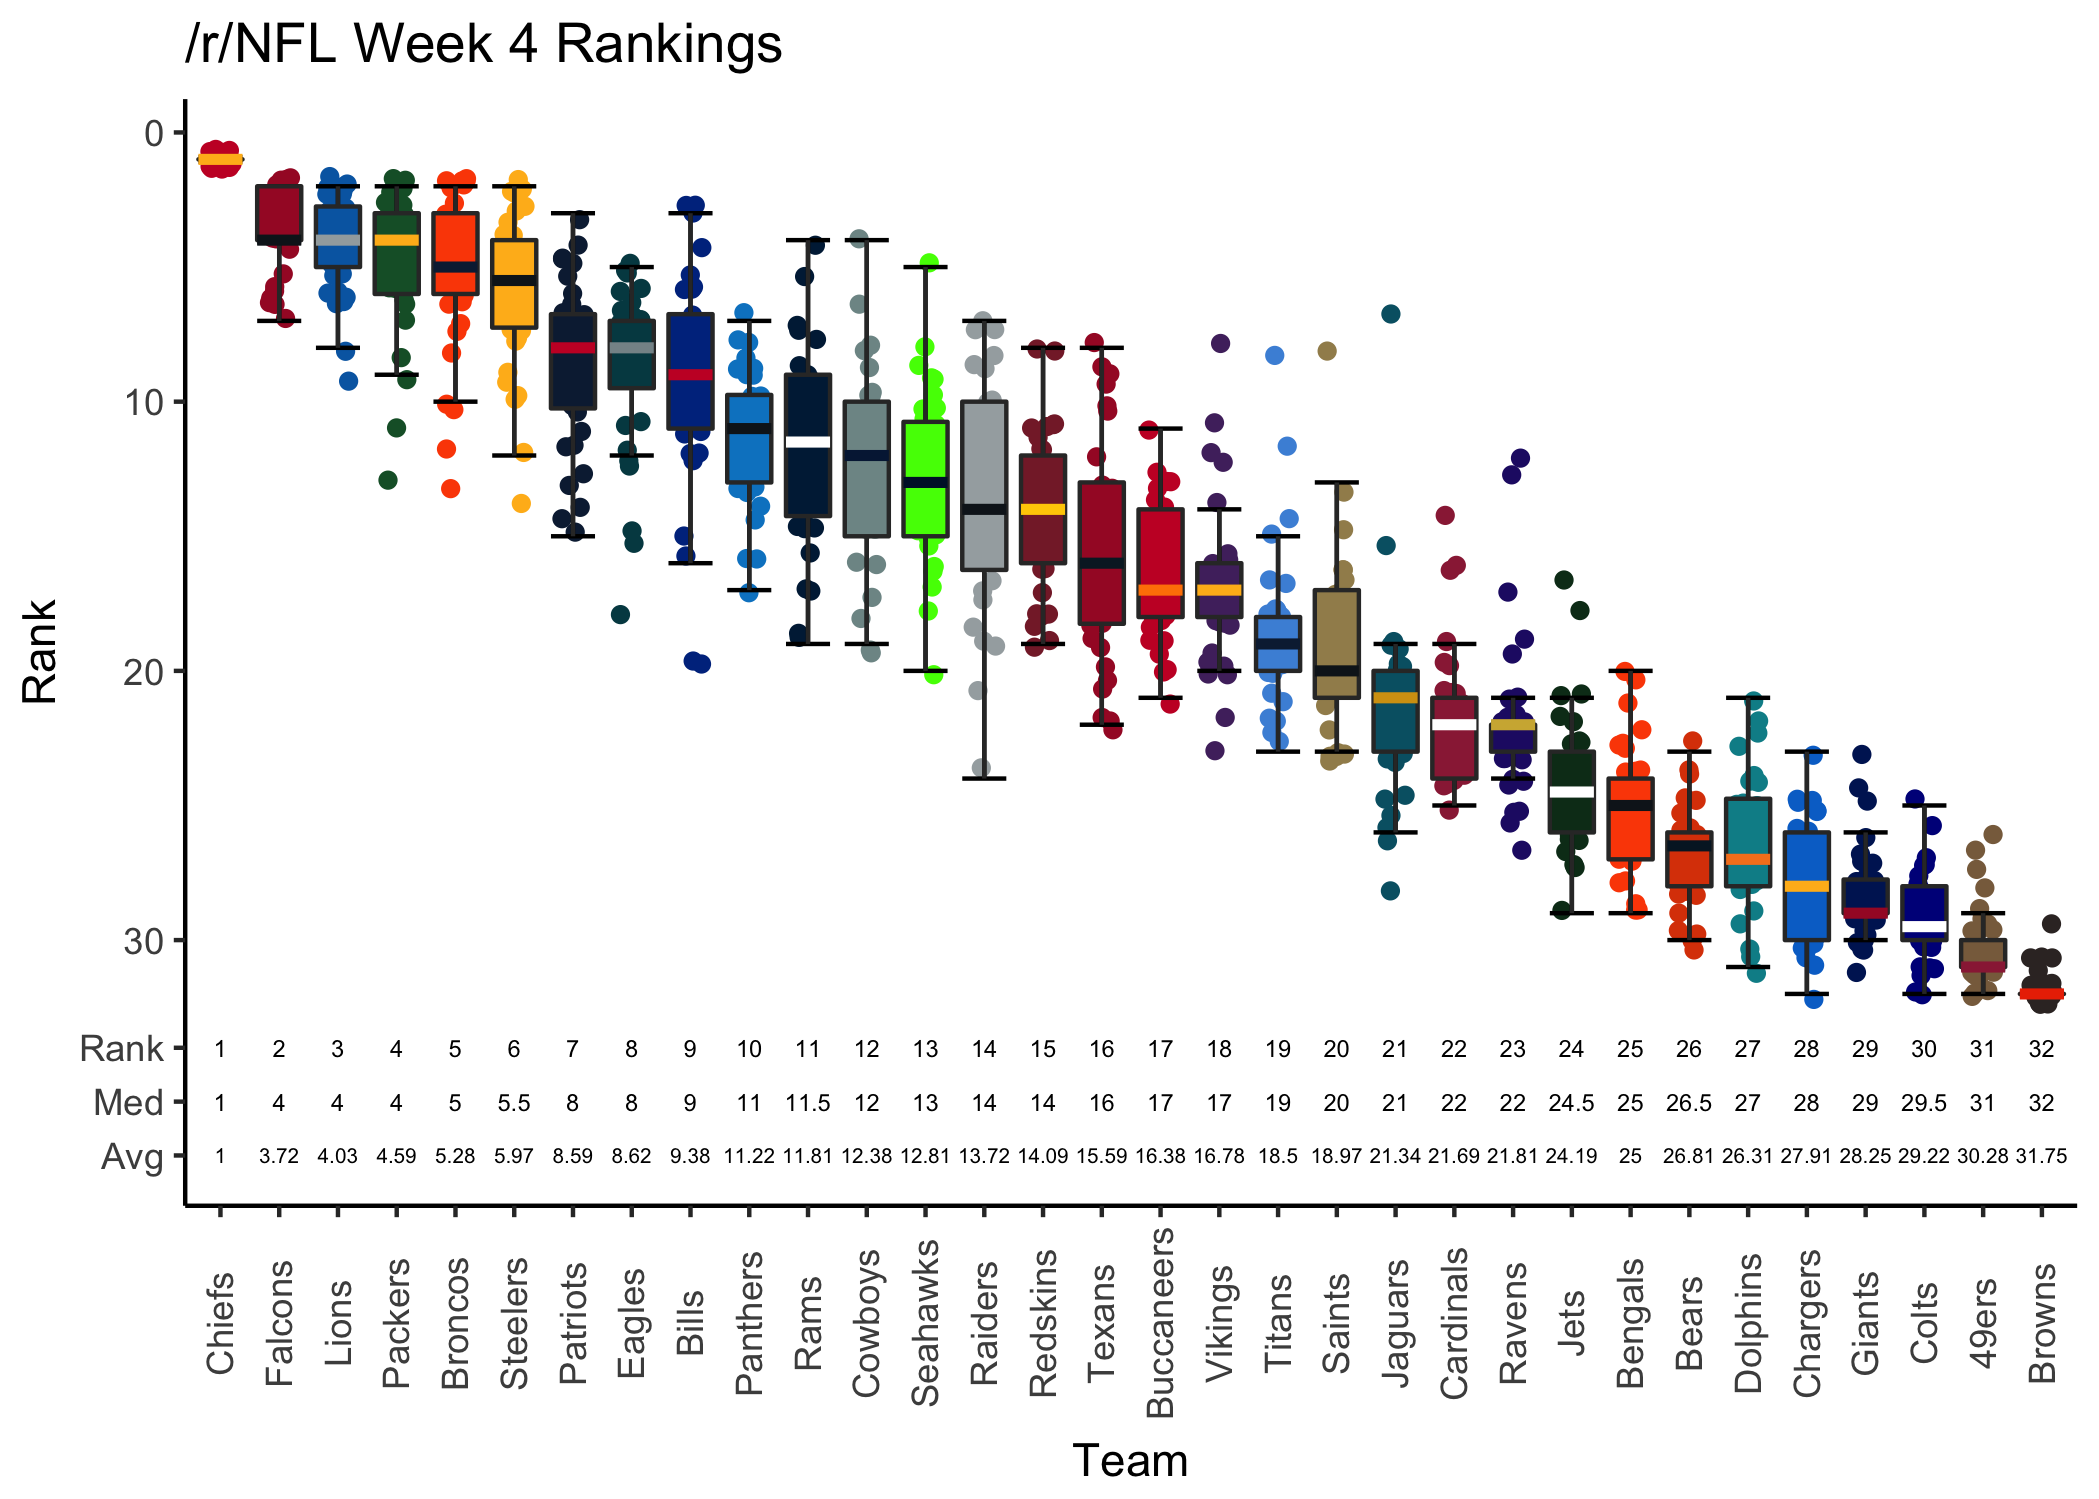 /r/NFL Week 4 Rankings
0
10
20
30
Rank
Rank 1 2 3 4 5 6 7 8 9 10 11 12 13 14 15 16 17 18 19 20 21 22 23 24 25 26 27 28 29 30 31 32
Med 1 4 4 4 5 5.5 8 8 9 11 11.5 12 13 14 14 16 17 17 19 20 21 22 22 24.5 25 26.5 27 28 29 29.5 31 32
Avg 1 3.72 4.03 4.59 5.28 5.97 8.59 8.62 9.38 11.22 11.81 12.38 12.81 13.72 14.09 15.59 16.38 16.78 18.5 18.97 21.34 21.69 21.81 24.19 25 26.81 26.31 27.91 28.25 29.22 30.28 31.75
Chiefs Falcons Lions Packers Broncos Steelers Patriots Eagles Bills Panthers Rams Cowboys Seahawks Raiders Redskins Texans Buccaneers Vikings Titans Saints Jaguars Cardinals Ravens Jets Bengals Bears Dolphins Chargers Giants Colts 49ers Browns
Team